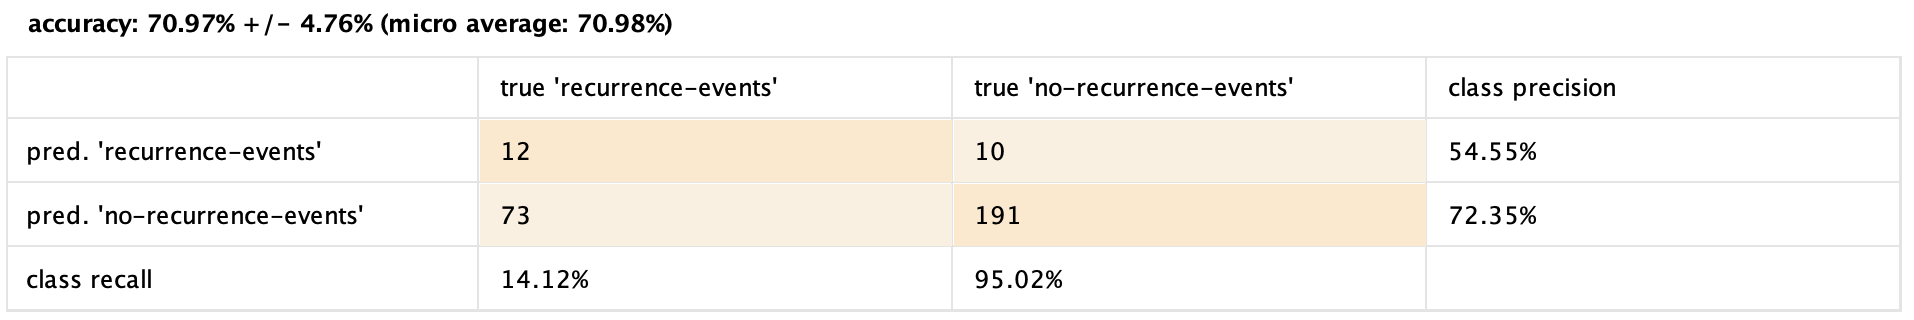 accuracy: 70.97% +/- 4.76% (micro average: 70.98%)
true 'recurrence-events' true 'no-recurrence-events' class precision
pred. 'recurrence-events' 12 10 54.55%
pred. 'no-recurrence-events' 73 191 72.35%
class recall 14.12% 95.02%